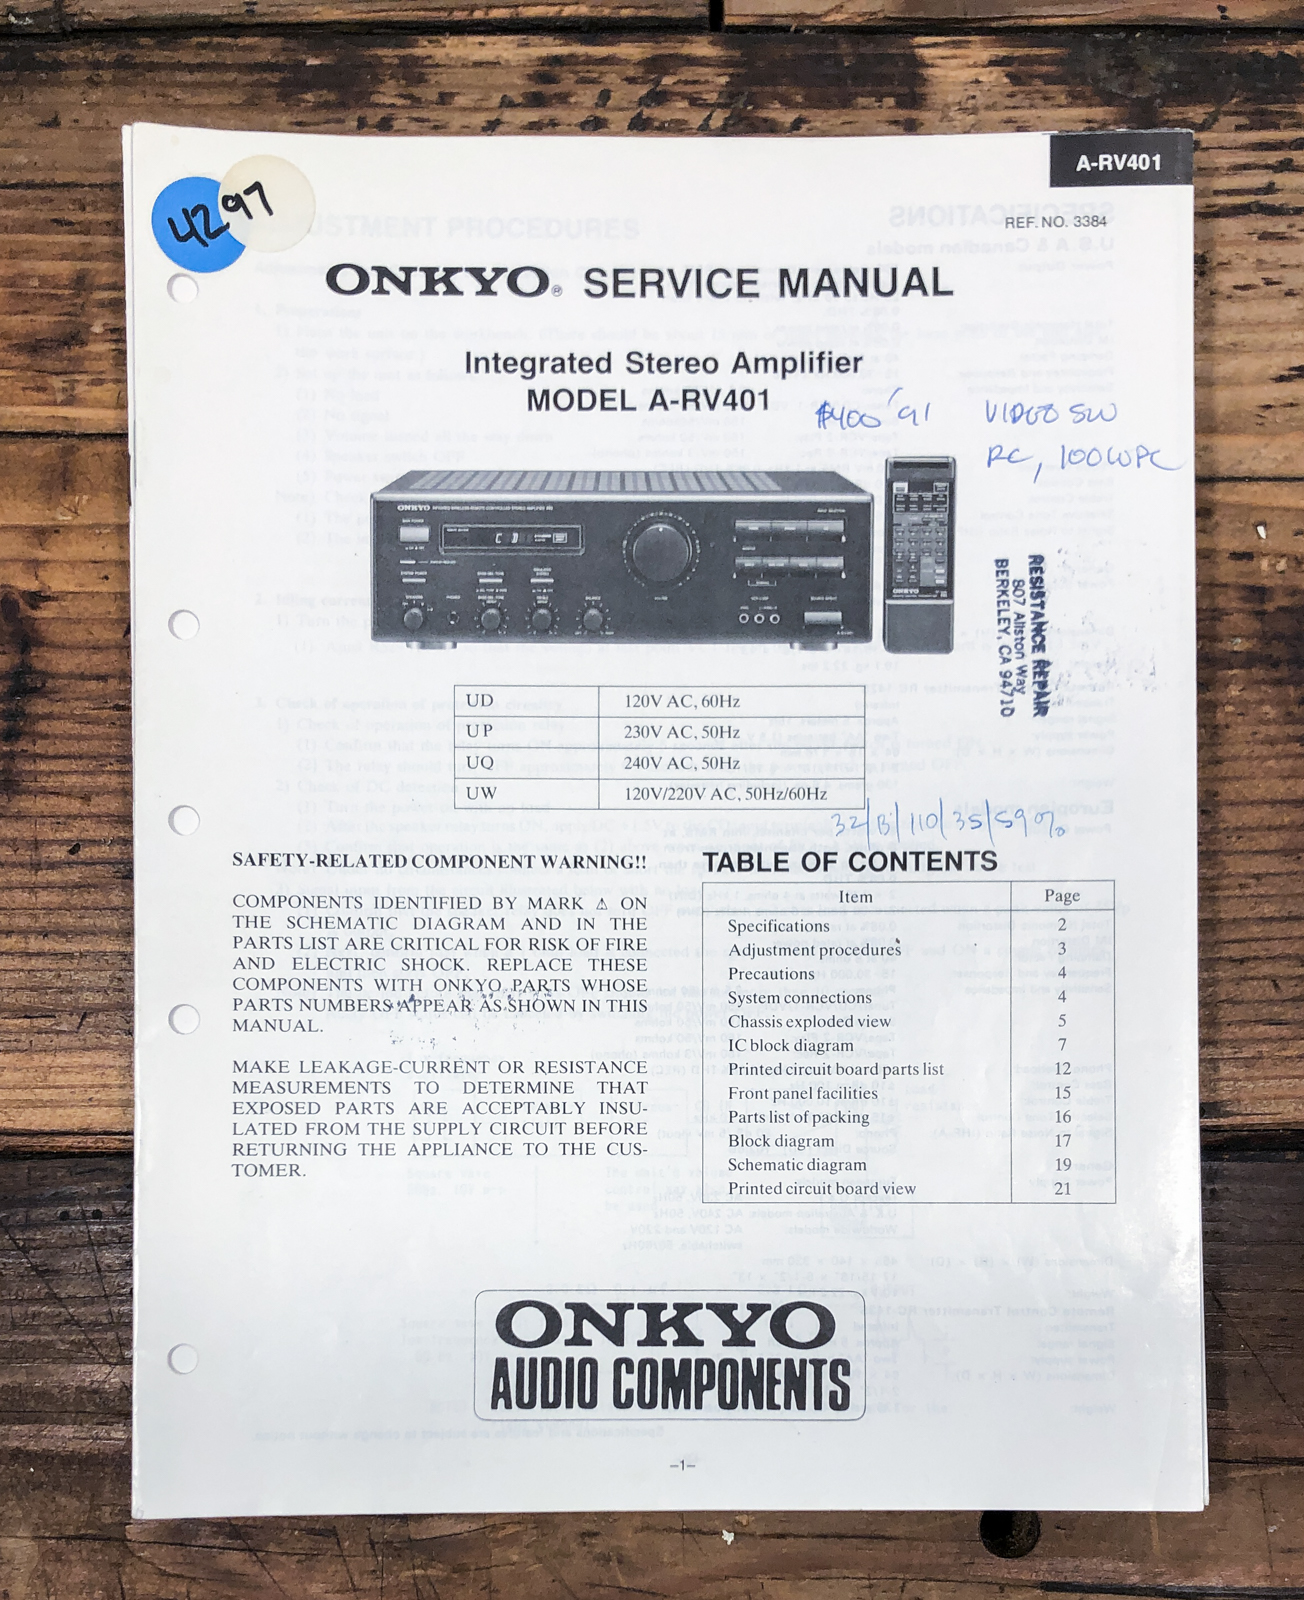 A-RV401
4297
REF. NO. 3384
ONKYO® SERVICE MANUAL
Integrated Stereo Amplifier
MODEL A-RV401
$400 '91 VIDEO SW
RC, 100WPC
ONKYO
CD
ONKYO
RESISTANCE REPAIR
807 Allston Way
BERKELEY, CA 94710
UD 120V AC, 60Hz
UP 230V AC, 50Hz
UQ 240V AC, 50Hz
UW 120V/220V AC, 50Hz/60Hz
32/B/110/35/59%
SAFETY-RELATED COMPONENT WARNING!!
COMPONENTS IDENTIFIED BY MARK ⚠ ON
THE SCHEMATIC DIAGRAM AND IN THE
PARTS LIST ARE CRITICAL FOR RISK OF FIRE
AND ELECTRIC SHOCK. REPLACE THESE
COMPONENTS WITH ONKYO PARTS WHOSE
PARTS NUMBERS APPEAR AS SHOWN IN THIS
MANUAL.
MAKE LEAKAGE-CURRENT OR RESISTANCE
MEASUREMENTS TO DETERMINE THAT
EXPOSED PARTS ARE ACCEPTABLY INSU-
LATED FROM THE SUPPLY CIRCUIT BEFORE
RETURNING THE APPLIANCE TO THE CUS-
TOMER.
TABLE OF CONTENTS
Item Page
Specifications 2
Adjustment procedures 3
Precautions 4
System connections 4
Chassis exploded view 5
IC block diagram 7
Printed circuit board parts list 12
Front panel facilities 15
Parts list of packing 16
Block diagram 17
Schematic diagram 19
Printed circuit board view 21
ONKYO
AUDIO COMPONENTS
–1–